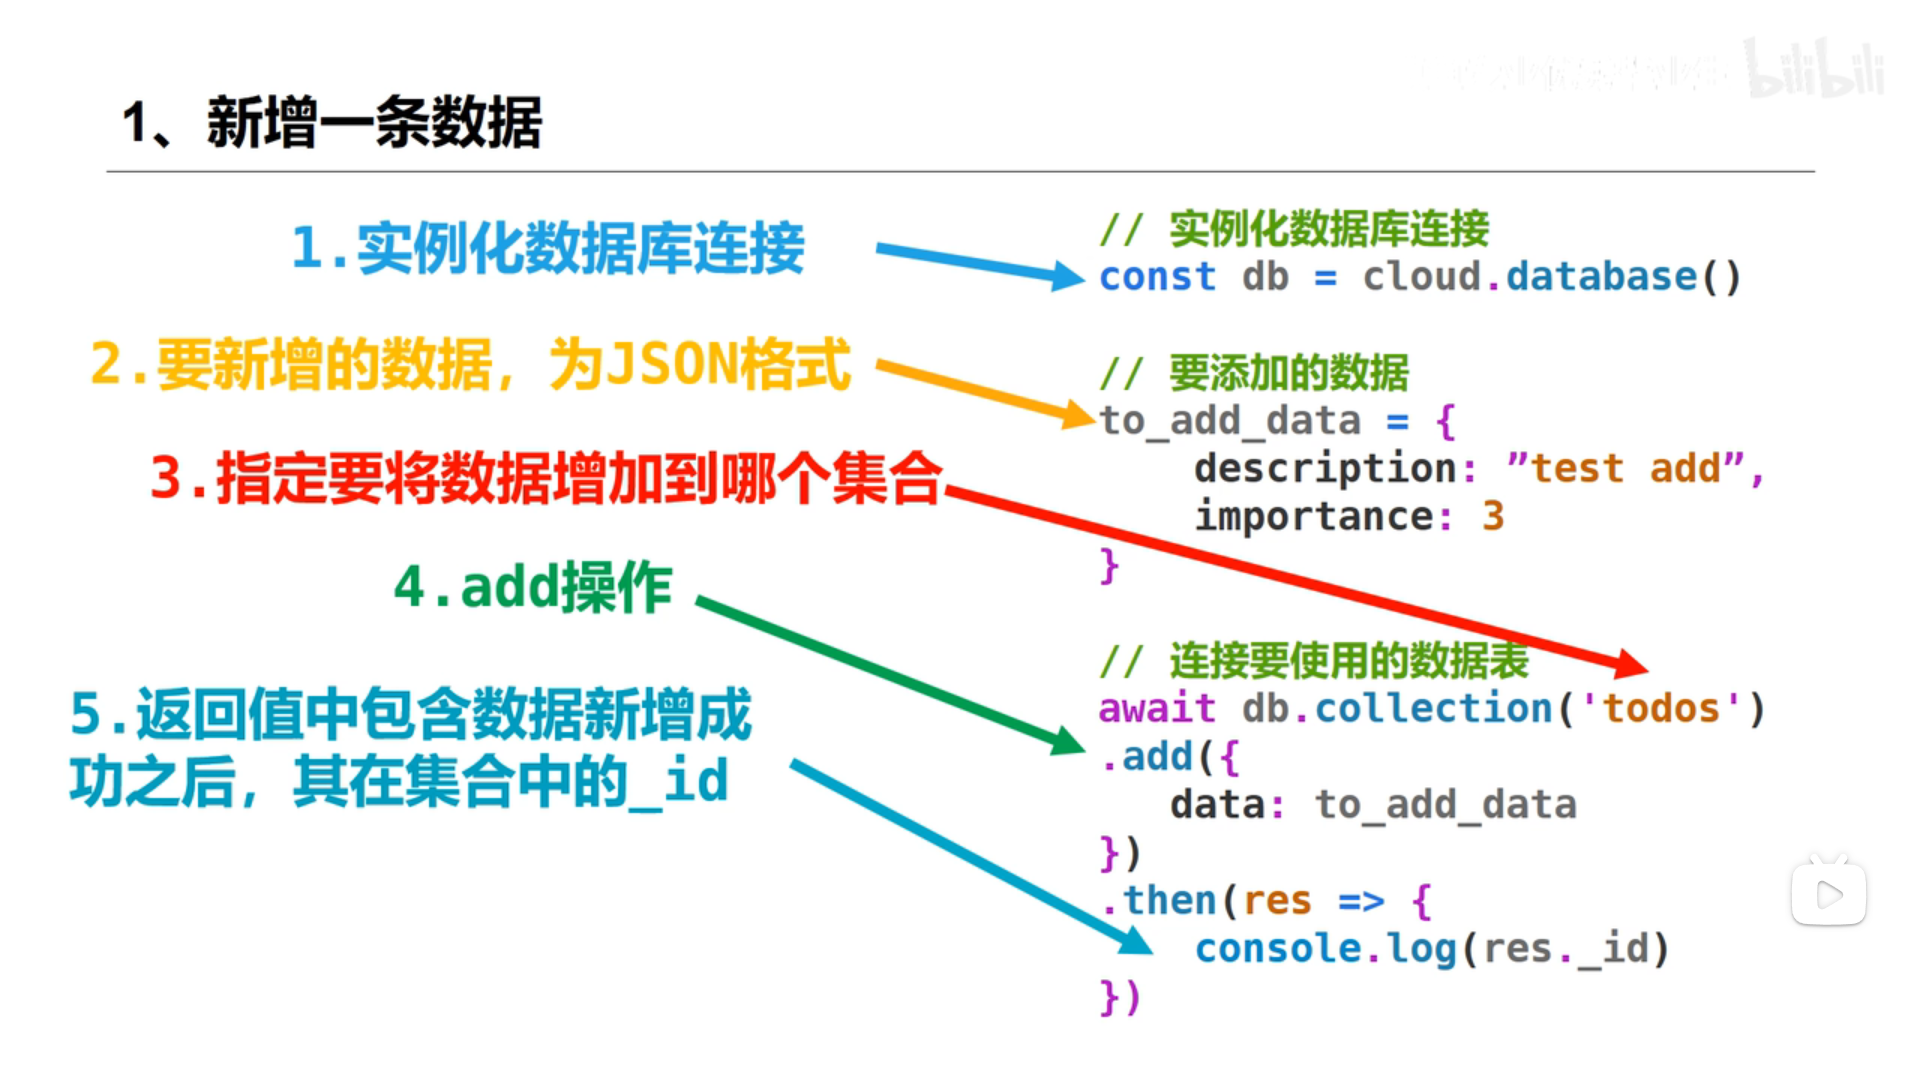 bilibili
1、新增一条数据
1.实例化数据库连接
2.要新增的数据，为JSON格式
3.指定要将数据增加到哪个集合
4.add操作
5.返回值中包含数据新增成
功之后，其在集合中的_id
// 实例化数据库连接
const db = cloud.database()
// 要添加的数据
to_add_data = {
description: ”test add”,
importance: 3
}
// 连接要使用的数据表
await db.collection('todos')
.add({
data: to_add_data
})
.then(res => {
console.log(res._id)
})